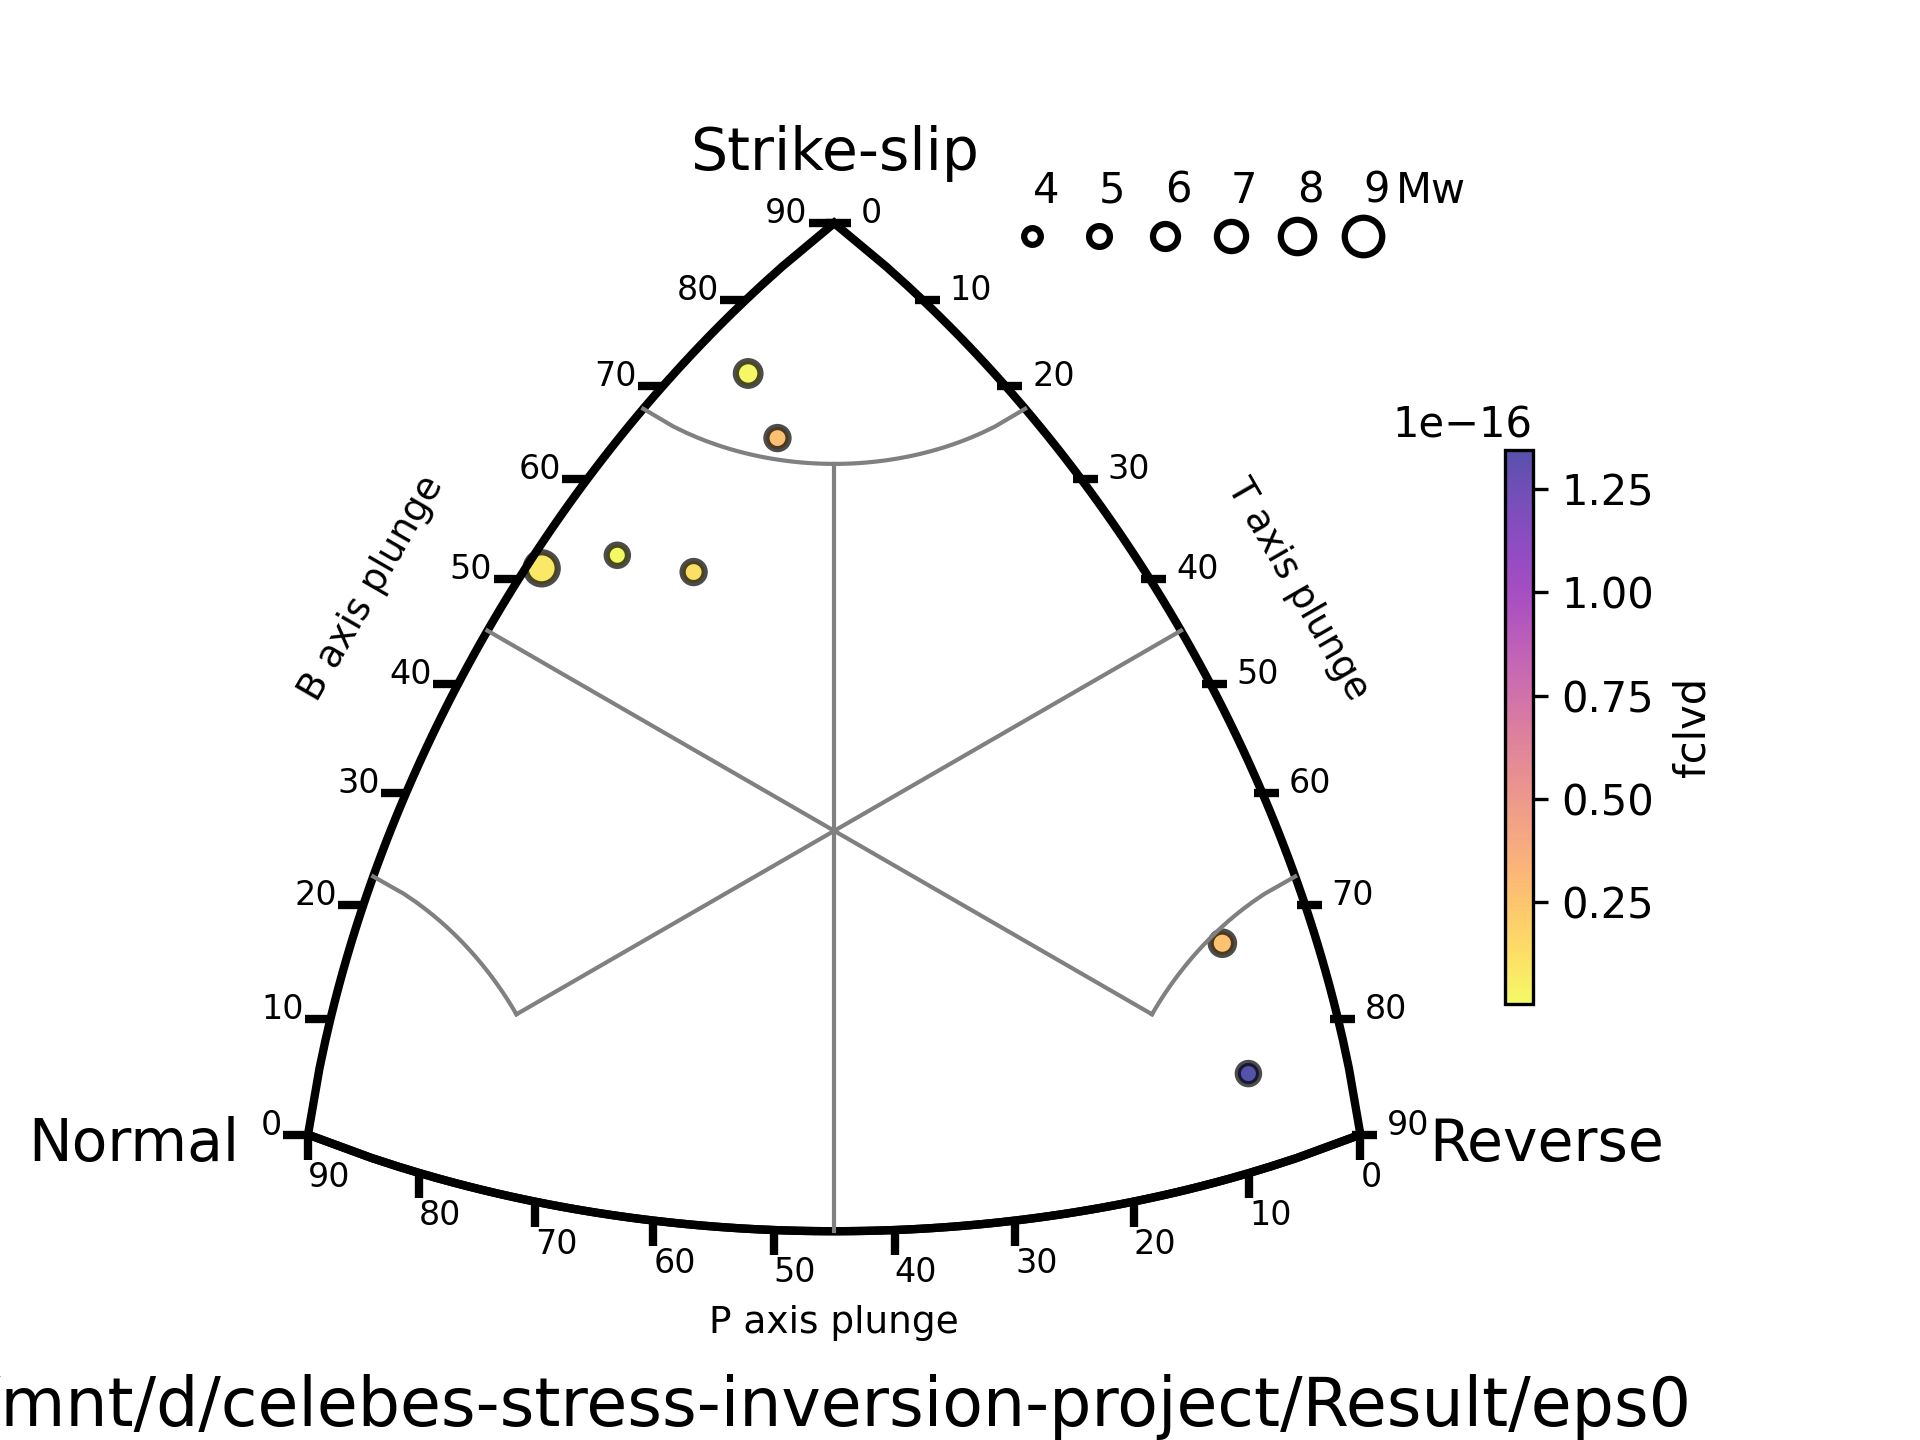 Strike-slip
4 5 6 7 8 9 Mw
90 0
80 10
70 20
1e−16
60 30
1.25
B axis plunge
T axis plunge
50 40
1.00
40 50
0.75
fclvd
30 60
0.50
20 70
0.25
10 80
Normal 0 90 Reverse
90 0
80 10
70 20
60 30
50 40
P axis plunge
mnt/d/celebes-stress-inversion-project/Result/eps0